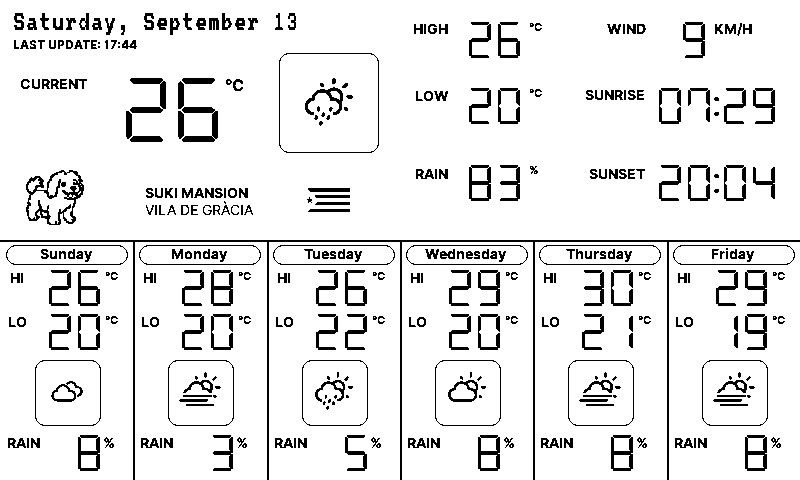 Saturday, September 13
LAST UPDATE: 17:44
CURRENT 26 °C
SUKI MANSION
VILA DE GRÀCIA
HIGH 26 °C
LOW 20 °C
RAIN 83 %
WIND 9 KM/H
SUNRISE 07:29
SUNSET 20:04
Sunday
HI 26 °C
LO 20 °C
RAIN 8 %
Monday
HI 28 °C
LO 20 °C
RAIN 3 %
Tuesday
HI 26 °C
LO 22 °C
RAIN 5 %
Wednesday
HI 29 °C
LO 20 °C
RAIN 8 %
Thursday
HI 30 °C
LO 21 °C
RAIN 8 %
Friday
HI 29 °C
LO 19 °C
RAIN 8 %